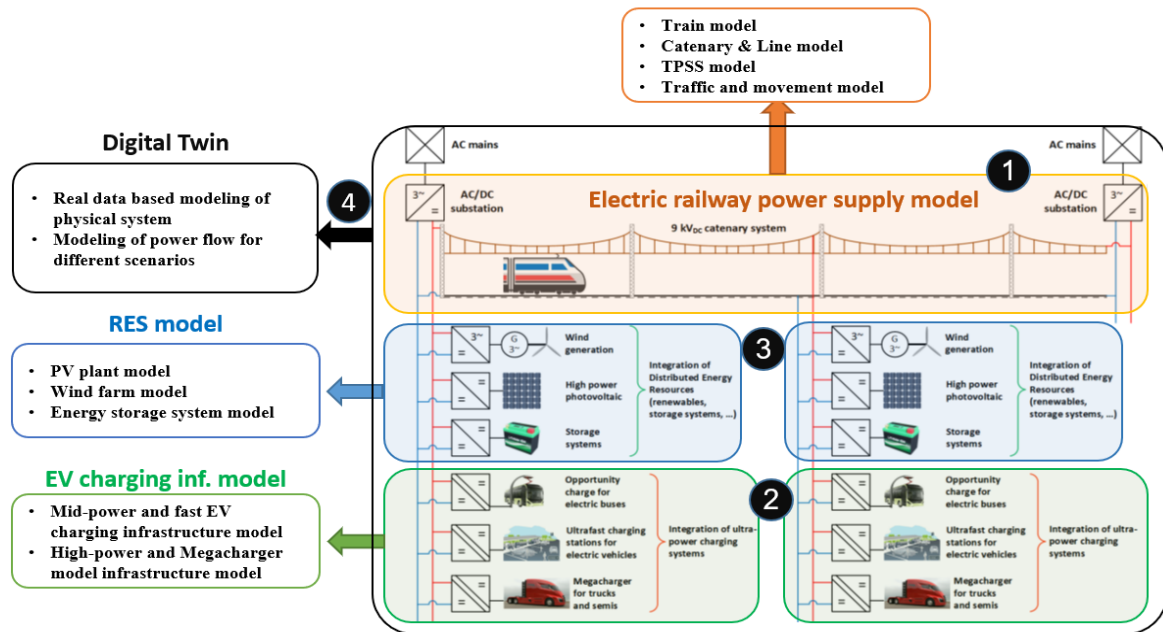 • Train model
• Catenary & Line model
• TPSS model
• Traffic and movement model
Digital Twin
• Real data based modeling of
physical system
• Modeling of power flow for
different scenarios
4
RES model
• PV plant model
• Wind farm model
• Energy storage system model
EV charging inf. model
• Mid-power and fast EV
charging infrastructure model
• High-power and Megacharger
model infrastructure model
AC mains
AC mains
1
3~
=
AC/DC
substation
Electric railway power supply model
AC/DC
substation
3~
=
9 kVDC catenary system
3~
=
G
3~
Wind
generation
=
=
High power
photovoltaic
=
=
Storage
systems
Integration of
Distributed Energy
Resources
(renewables,
storage systems, ...)
3
3~
=
G
3~
Wind
generation
=
=
High power
photovoltaic
=
=
Storage
systems
Integration of
Distributed Energy
Resources
(renewables,
storage systems, ...)
=
=
Opportunity
charge for
electric buses
=
=
Ultrafast charging
stations for
electric vehicles
=
=
Megacharger
for trucks
and semis
Integration of ultra-
power charging
systems
2
=
=
Opportunity
charge for
electric buses
=
=
Ultrafast charging
stations for
electric vehicles
=
=
Megacharger
for trucks
and semis
Integration of ultra-
power charging
systems